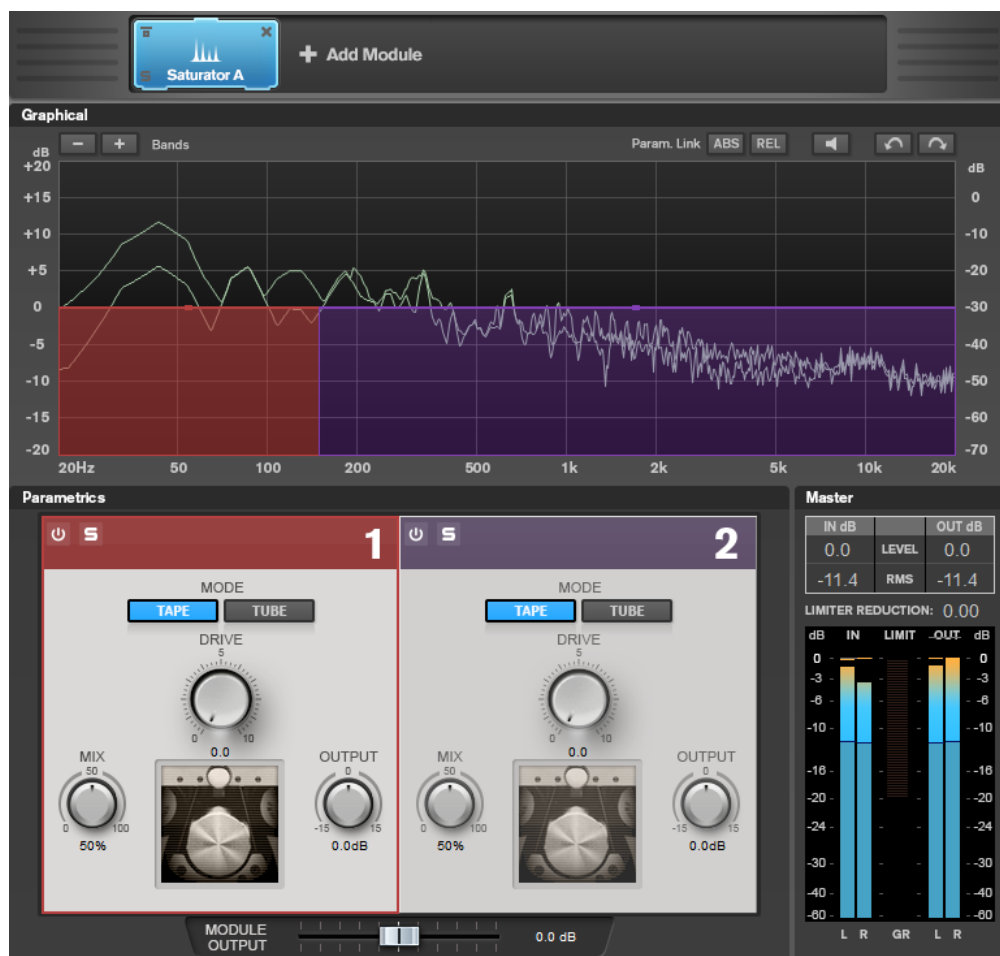 Saturator A
+ Add Module
Graphical
- + Bands
Param. Link ABS REL
dB
+20
+15
+10
+5
0
-5
-10
-15
-20
dB
0
-10
-20
-30
-40
-50
-60
-70
20Hz 50 100 200 500 1k 2k 5k 10k 20k
Parametrics
S 1
MODE
TAPE TUBE
DRIVE
5
0 10
0.0
MIX
50
0 100
50%
OUTPUT
0
-15 15
0.0dB
S 2
MODE
TAPE TUBE
DRIVE
5
0 10
0.0
MIX
50
0 100
50%
OUTPUT
0
-15 15
0.0dB
MODULE
OUTPUT
0.0 dB
Master
IN dB OUT dB
0.0 LEVEL 0.0
-11.4 RMS -11.4
LIMITER REDUCTION: 0.00
dB IN LIMIT OUT dB
0 0
-3 -3
-6 -6
-10 -10
-16 -16
-20 -20
-24 -24
-30 -30
-40 -40
-60 -60
L R GR L R